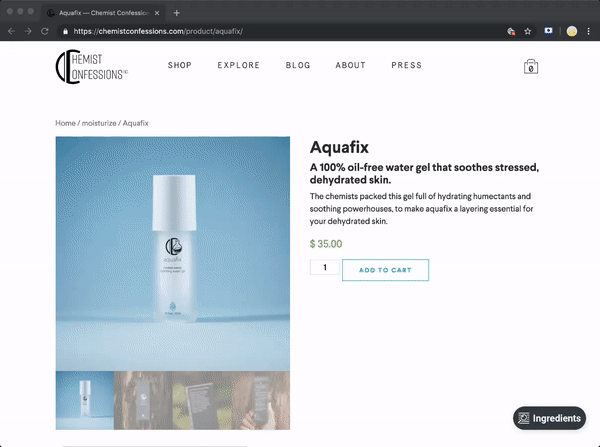 Aquafix — Chemist Confessions
https://chemistconfessions.com/product/aquafix/
CHEMIST
CONFESSIONS
SHOP EXPLORE BLOG ABOUT PRESS
0
Home / moisturize / Aquafix
Aquafix
A 100% oil-free water gel that soothes stressed,
dehydrated skin.
The chemists packed this gel full of hydrating humectants and
soothing powerhouses, to make aquafix a layering essential for
your dehydrated skin.
$ 35.00
1 ADD TO CART
aquafix
Ingredients